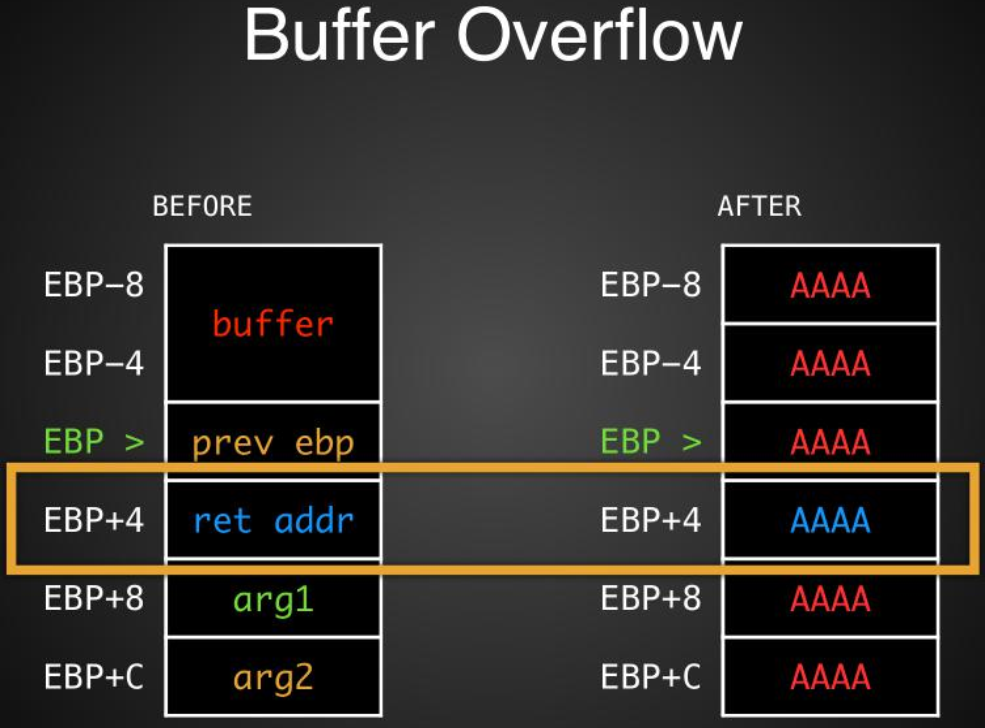 Buffer Overflow
BEFORE
AFTER
EBP–8
EBP–8 AAAA
buffer
EBP–4
EBP–4 AAAA
EBP > prev ebp
EBP > AAAA
EBP+4 ret addr
EBP+4 AAAA
EBP+8 arg1
EBP+8 AAAA
EBP+C arg2
EBP+C AAAA